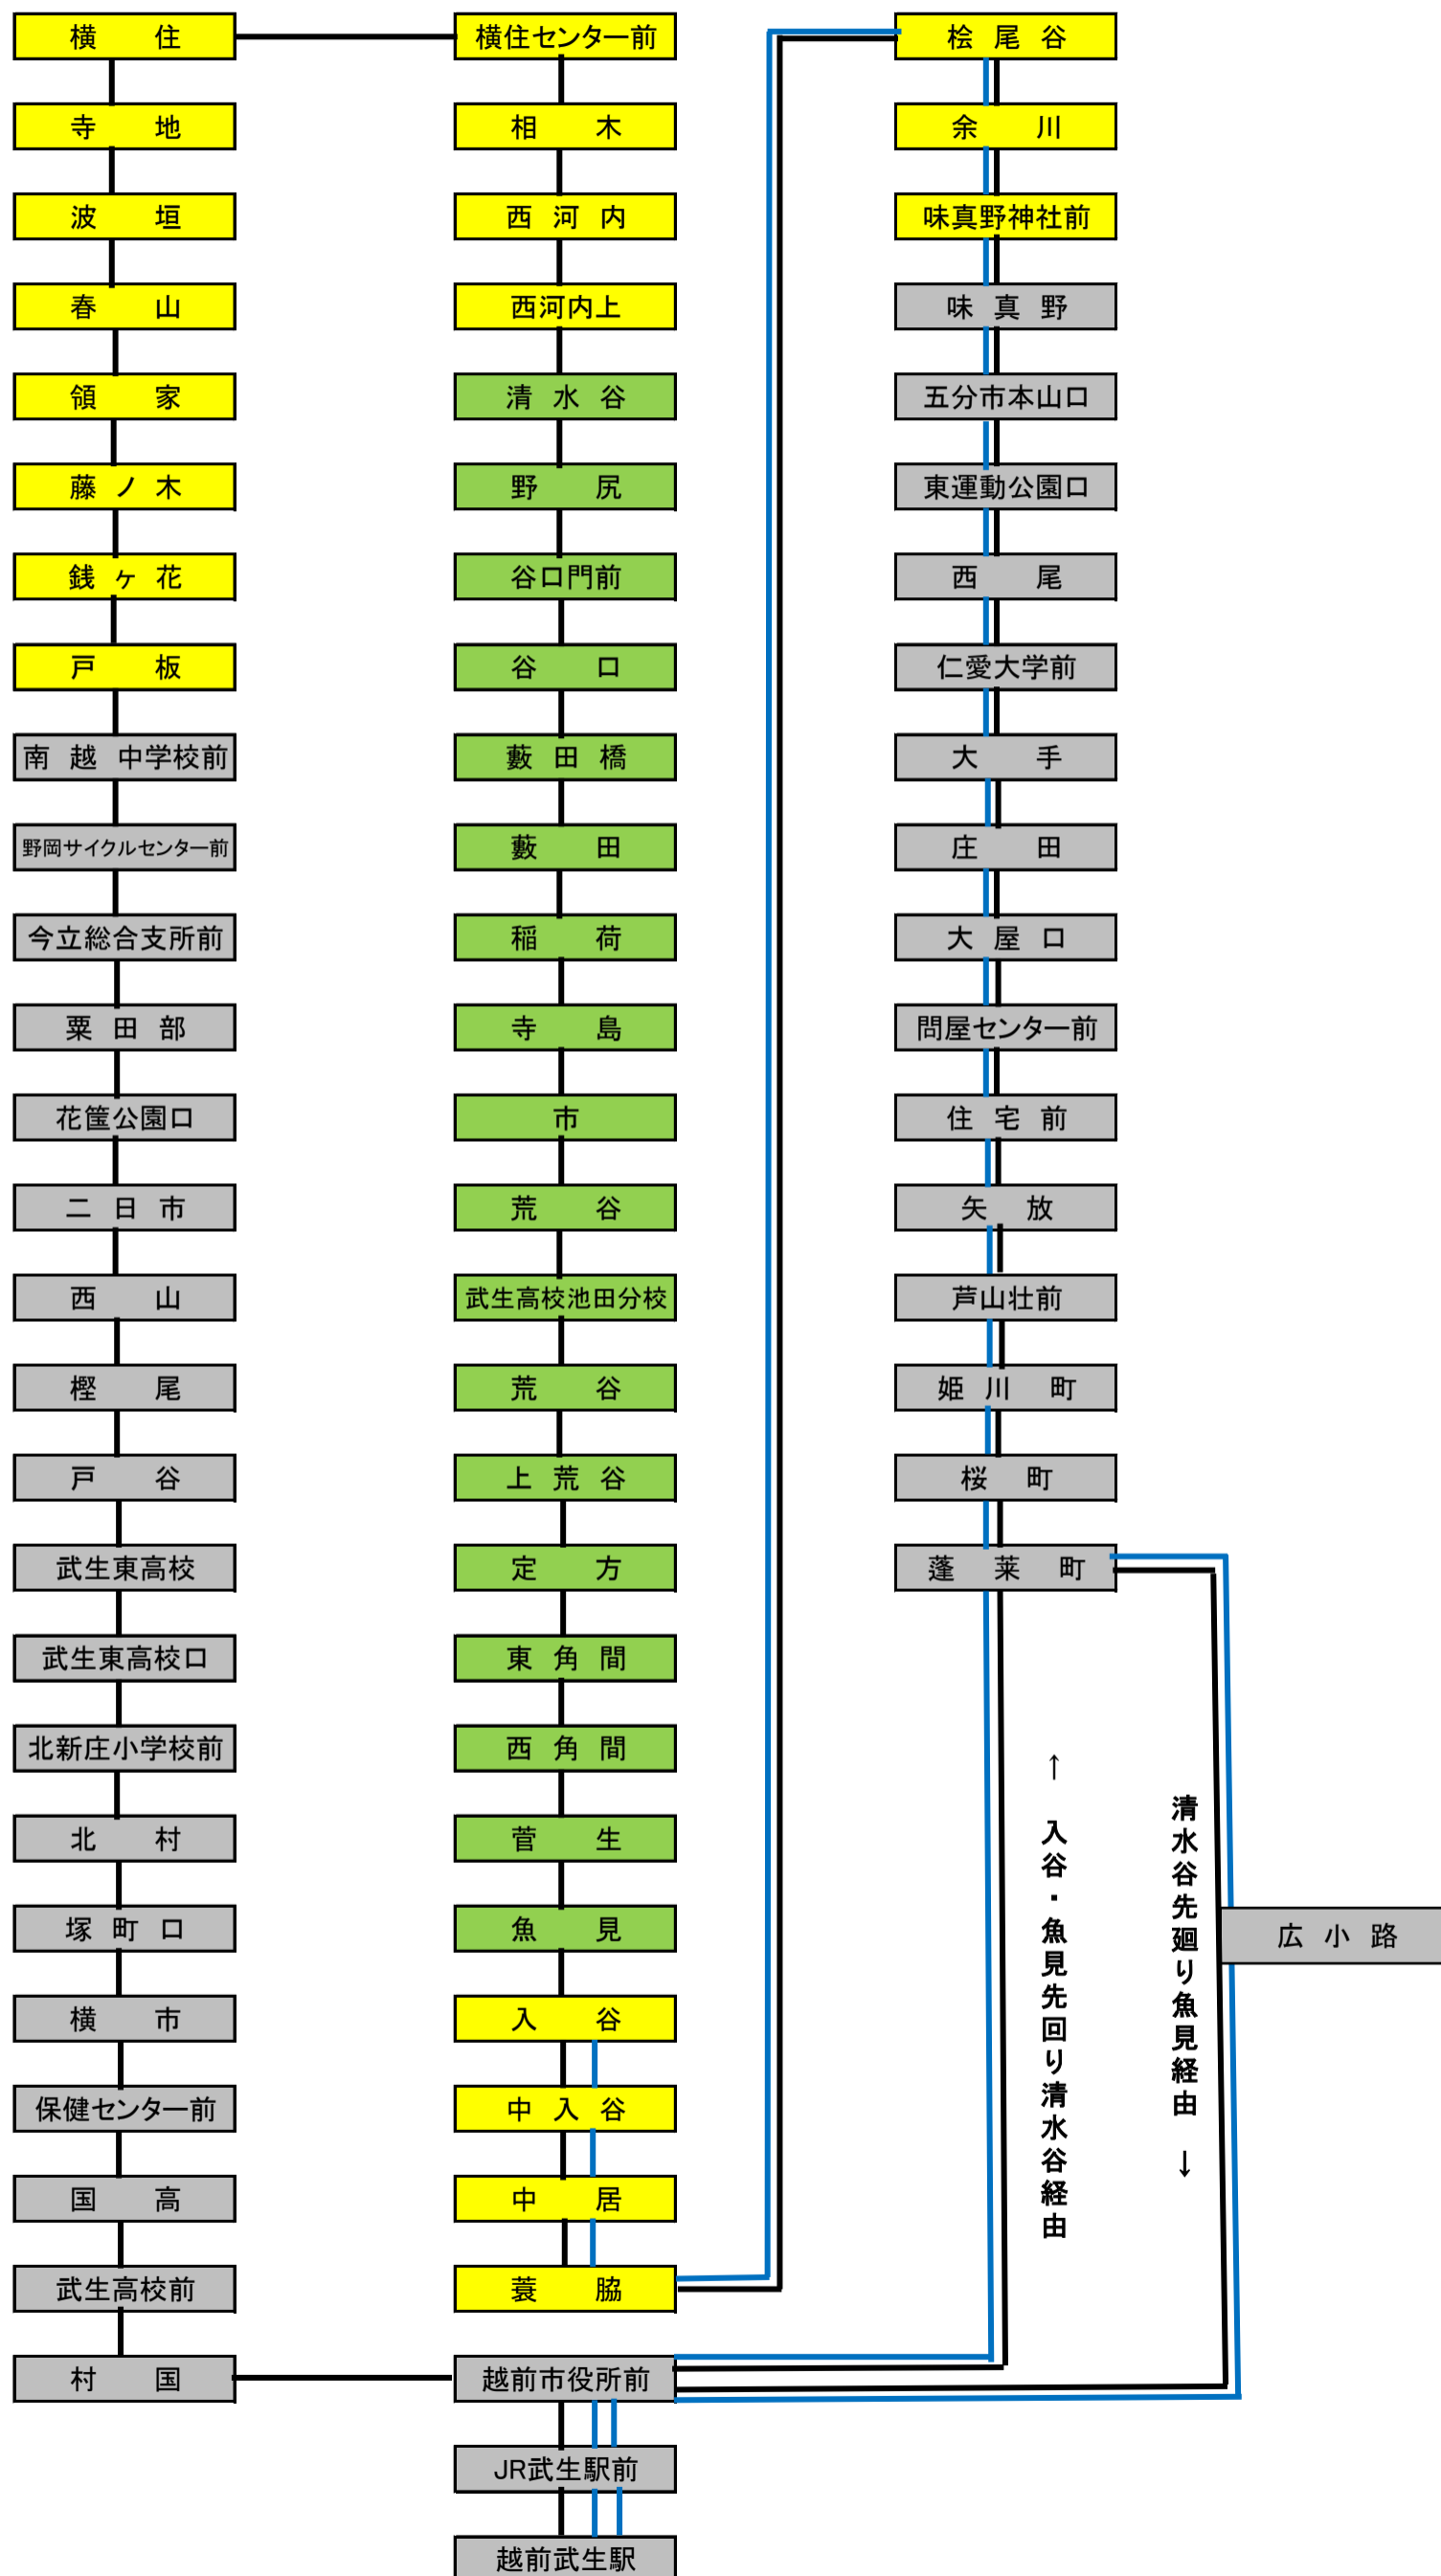 横住
寺地
波垣
春山
領家
藤ノ木
銭ヶ花
戸板
南越中学校前
野岡サイクルセンター前
今立総合支所前
粟田部
花筐公園口
二日市
西山
樫尾
戸谷
武生東高校
武生東高校口
北新庄小学校前
北村
塚町口
横市
保健センター前
国高
武生高校前
村国
横住センター前
相木
西河内
西河内上
清水谷
野尻
谷口門前
谷口
藪田橋
藪田
稲荷
寺島
市
荒谷
武生高校池田分校
荒谷
上荒谷
定方
東角間
西角間
菅生
魚見
入谷
中入谷
中居
蓑脇
越前市役所前
JR武生駅前
越前武生駅
桧尾谷
余川
味真野神社前
味真野
五分市本山口
東運動公園口
西尾
仁愛大学前
大手
庄田
大屋口
問屋センター前
住宅前
矢放
芦山壮前
姫川町
桜町
蓬莱町
↑入谷・魚見先回り清水谷経由
清水谷先廻り魚見経由↓
広小路